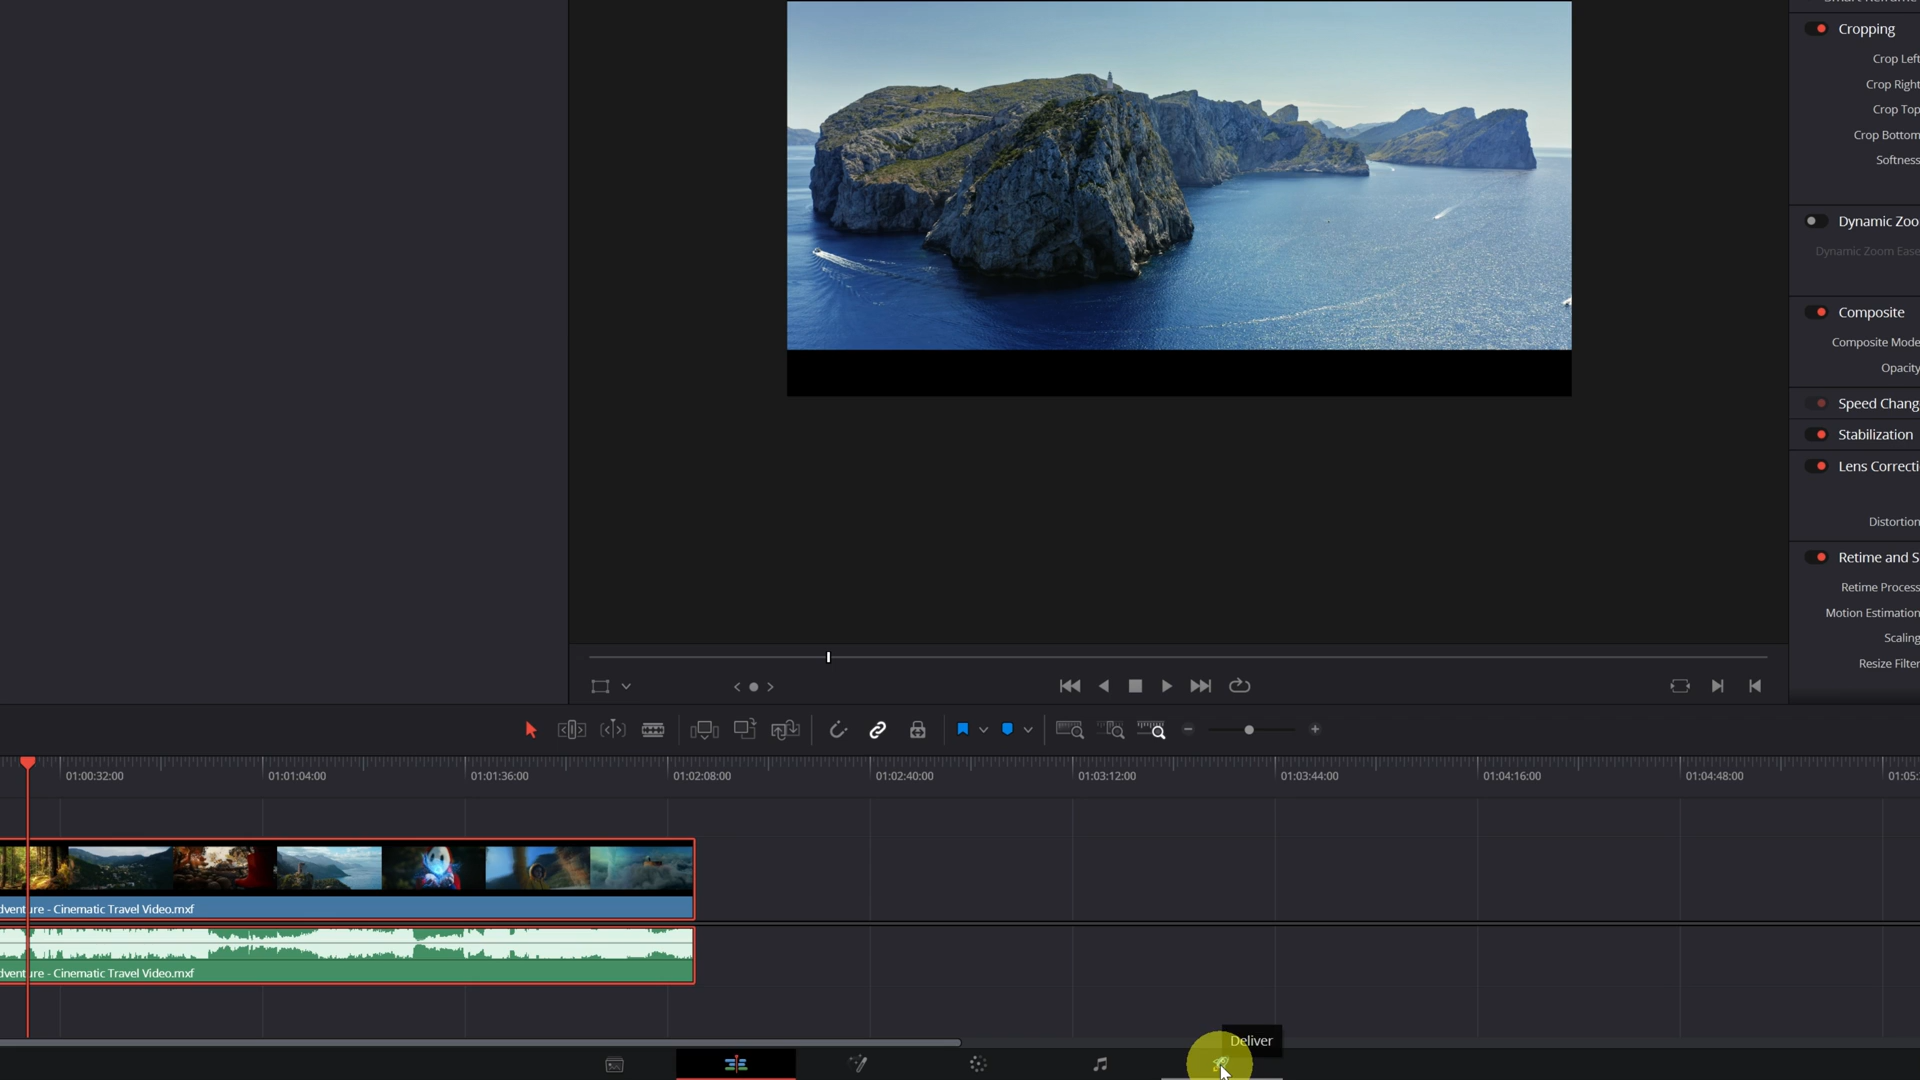 Cropping
Crop Left
Crop Right
Crop Top
Crop Bottom
Softness
Dynamic Zoo
Dynamic Zoom Ease
Composite
Composite Mode
Opacity
Speed Chang
Stabilization
Lens Correcti
Distortion
Retime and S
Retime Process
Motion Estimation
Scaling
Resize Filter
01:00:32:00
01:01:04:00
01:01:36:00
01:02:08:00
01:02:40:00
01:03:12:00
01:03:44:00
01:04:16:00
01:04:48:00
01:05:
dventure - Cinematic Travel Video.mxf
dventure - Cinematic Travel Video.mxf
Deliver